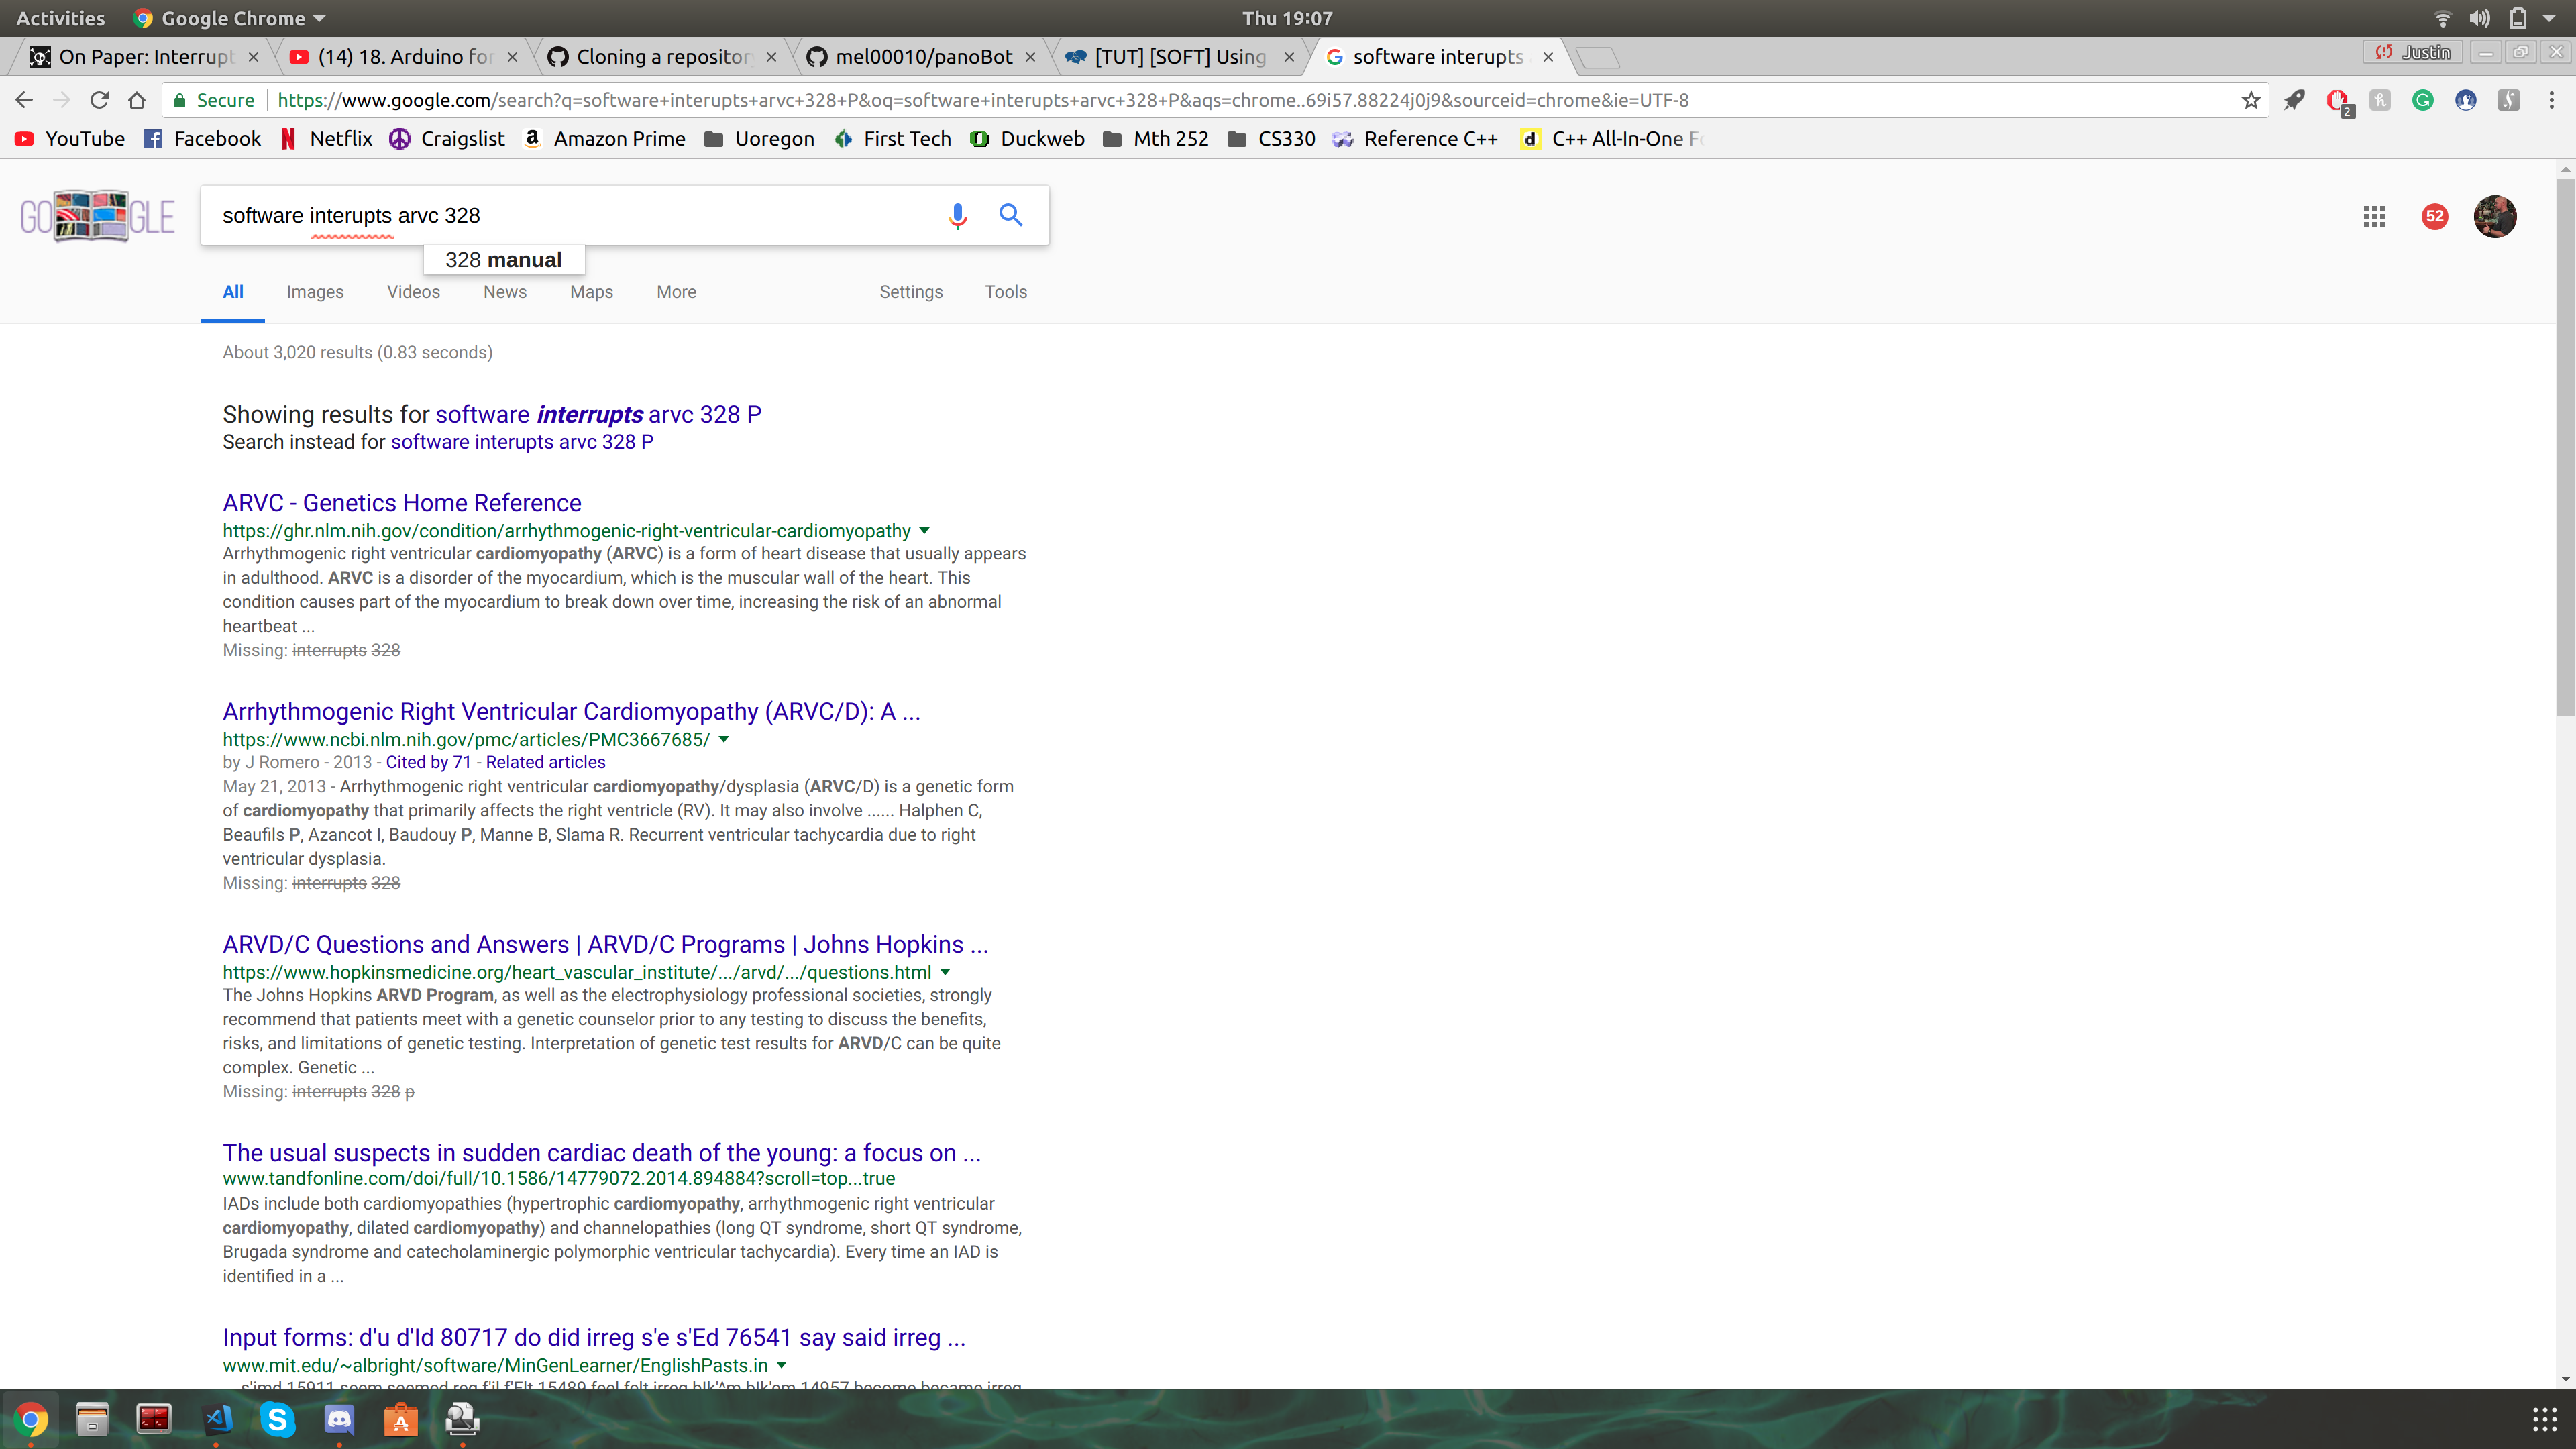 Activities
Google Chrome
Thu 19:07
On Paper: Interrupt
(14) 18. Arduino for
Cloning a repository
mel00010/panoBot
[TUT] [SOFT] Using
software interupts
Justin
Secure
https://www.google.com/search?q=software+interupts+arvc+328+P&oq=software+interupts+arvc+328+P&aqs=chrome..69i57.88224j0j9&sourceid=chrome&ie=UTF-8
2
YouTube
Facebook
Netflix
Craigslist
Amazon Prime
Uoregon
First Tech
Duckweb
Mth 252
CS330
Reference C++
C++ All-In-One Fo
GO GLE
software interupts arvc 328
52
328 manual
All
Images
Videos
News
Maps
More
Settings
Tools
About 3,020 results (0.83 seconds)
Showing results for software interrupts arvc 328 P
Search instead for software interupts arvc 328 P
ARVC - Genetics Home Reference
https://ghr.nlm.nih.gov/condition/arrhythmogenic-right-ventricular-cardiomyopathy
Arrhythmogenic right ventricular cardiomyopathy (ARVC) is a form of heart disease that usually appears
in adulthood. ARVC is a disorder of the myocardium, which is the muscular wall of the heart. This
condition causes part of the myocardium to break down over time, increasing the risk of an abnormal
heartbeat ...
Missing: interrupts 328
Arrhythmogenic Right Ventricular Cardiomyopathy (ARVC/D): A ...
https://www.ncbi.nlm.nih.gov/pmc/articles/PMC3667685/
by J Romero - 2013 - Cited by 71 - Related articles
May 21, 2013 - Arrhythmogenic right ventricular cardiomyopathy/dysplasia (ARVC/D) is a genetic form
of cardiomyopathy that primarily affects the right ventricle (RV). It may also involve ...... Halphen C,
Beaufils P, Azancot I, Baudouy P, Manne B, Slama R. Recurrent ventricular tachycardia due to right
ventricular dysplasia.
Missing: interrupts 328
ARVD/C Questions and Answers | ARVD/C Programs | Johns Hopkins ...
https://www.hopkinsmedicine.org/heart_vascular_institute/.../arvd/.../questions.html
The Johns Hopkins ARVD Program, as well as the electrophysiology professional societies, strongly
recommend that patients meet with a genetic counselor prior to any testing to discuss the benefits,
risks, and limitations of genetic testing. Interpretation of genetic test results for ARVD/C can be quite
complex. Genetic ...
Missing: interrupts 328 p
The usual suspects in sudden cardiac death of the young: a focus on ...
www.tandfonline.com/doi/full/10.1586/14779072.2014.894884?scroll=top...true
IADs include both cardiomyopathies (hypertrophic cardiomyopathy, arrhythmogenic right ventricular
cardiomyopathy, dilated cardiomyopathy) and channelopathies (long QT syndrome, short QT syndrome,
Brugada syndrome and catecholaminergic polymorphic ventricular tachycardia). Every time an IAD is
identified in a ...
Input forms: d'u d'Id 80717 do did irreg s'e s'Ed 76541 say said irreg ...
www.mit.edu/~albright/software/MinGenLearner/EnglishPasts.in